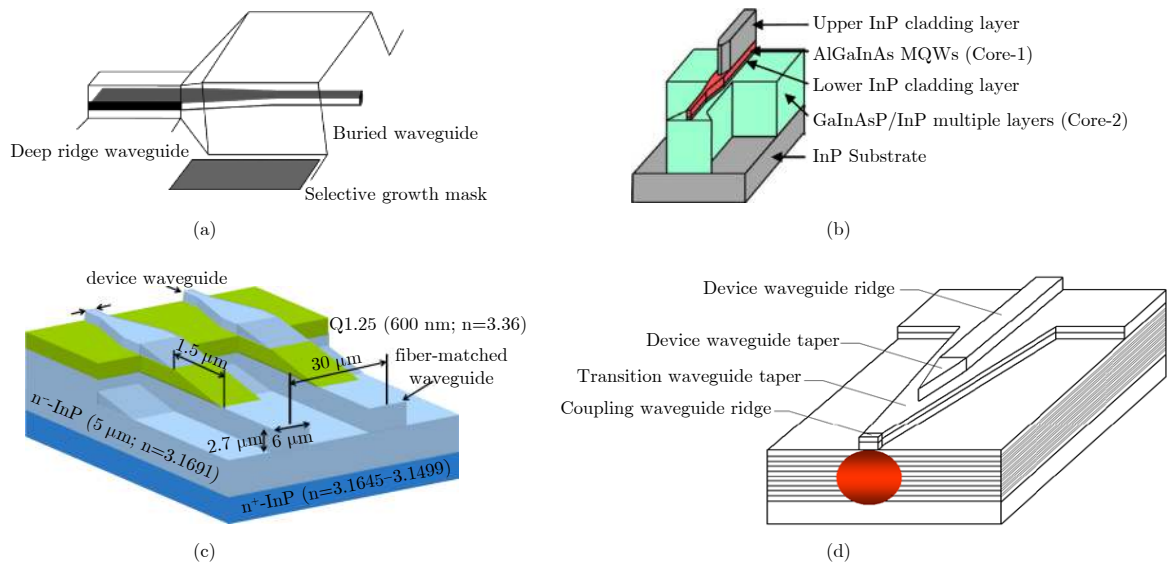 Deep ridge waveguide
Buried waveguide
Selective growth mask
(a)
Upper InP cladding layer
AlGaInAs MQWs (Core-1)
Lower InP cladding layer
GaInAsP/InP multiple layers (Core-2)
InP Substrate
(b)
device waveguide
Q1.25 (600 nm; n=3.36)
1.5 μm
30 μm
fiber-matched
waveguide
n⁻-InP (5 μm; n=3.1691)
2.7 μm
6 μm
n⁺-InP (n=3.1645–3.1499)
(c)
Device waveguide ridge
Device waveguide taper
Transition waveguide taper
Coupling waveguide ridge
(d)